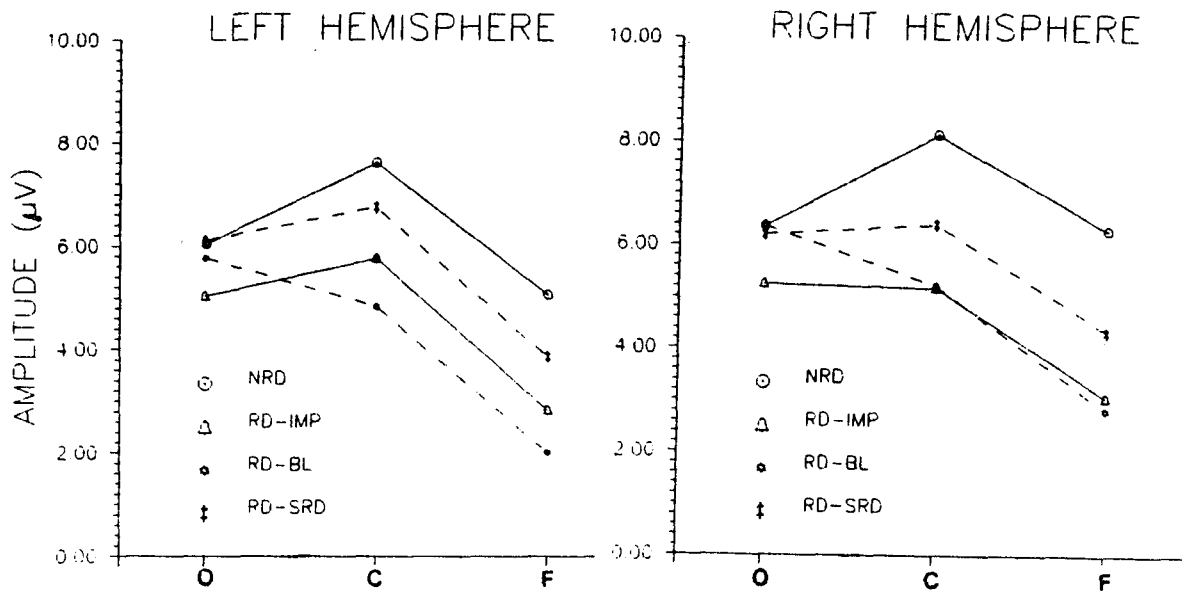 LEFT HEMISPHERE
AMPLITUDE (µV)
10.00
8.00
6.00
4.00
2.00
0.00
NRD
RD-IMP
RD-BL
RD-SRD
O C F
RIGHT HEMISPHERE
10.00
8.00
6.00
4.00
2.00
0.00
NRD
RD-IMP
RD-BL
RD-SRD
O C F